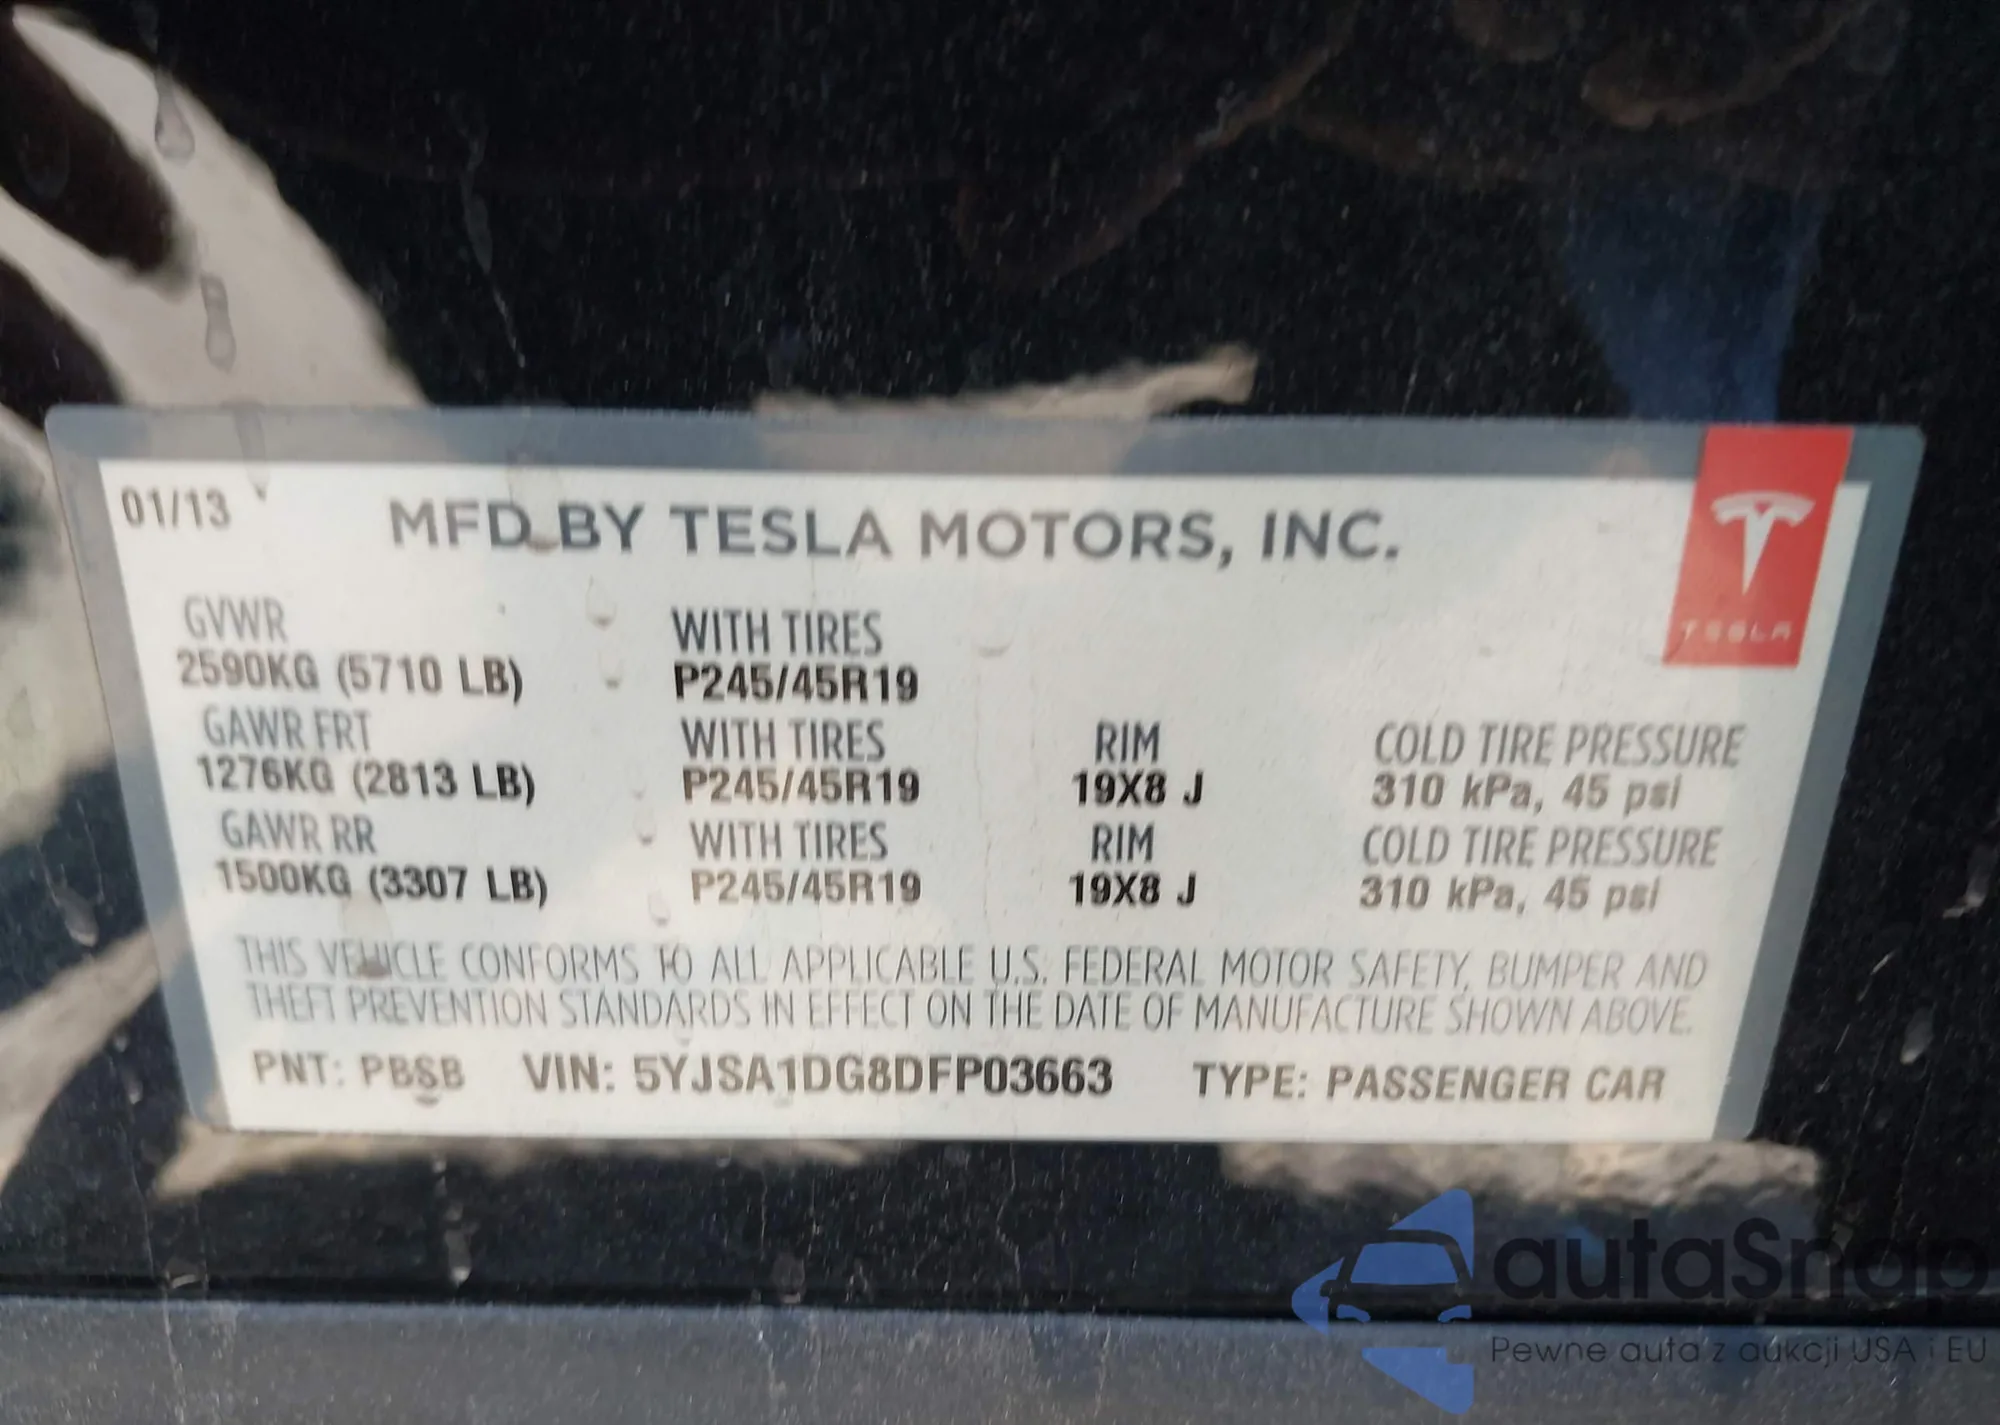 01/13 MFD BY TESLA MOTORS, INC.
TESLA
GVWR WITH TIRES
2590KG (5710 LB) P245/45R19
GAWR FRT WITH TIRES RIM COLD TIRE PRESSURE
1276KG (2813 LB) P245/45R19 19X8 J 310 kPa, 45 psi
GAWR RR WITH TIRES RIM COLD TIRE PRESSURE
1500KG (3307 LB) P245/45R19 19X8 J 310 kPa, 45 psi
THIS VEHICLE CONFORMS TO ALL APPLICABLE U.S. FEDERAL MOTOR SAFETY, BUMPER AND
THEFT PREVENTION STANDARDS IN EFFECT ON THE DATE OF MANUFACTURE SHOWN ABOVE.
PNT: PBSB VIN: 5YJSA1DG8DFP03663 TYPE: PASSENGER CAR
autaSnap
Pewne auta z aukcji USA i EU